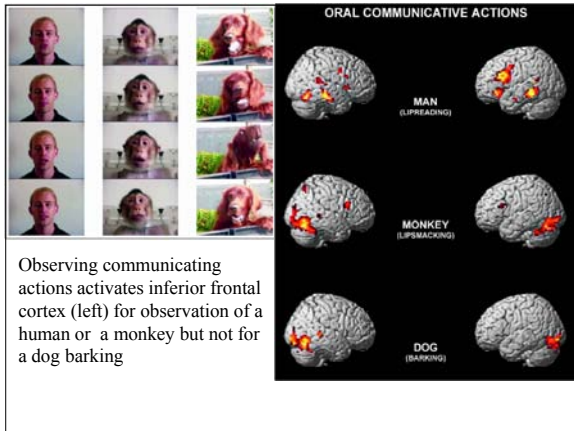 ORAL COMMUNICATIVE ACTIONS
MAN
(LIPREADING)
MONKEY
(LIPSMACKING)
DOG
(BARKING)
Observing communicating
actions activates inferior frontal
cortex (left) for observation of a
human or  a monkey but not for
a dog barking